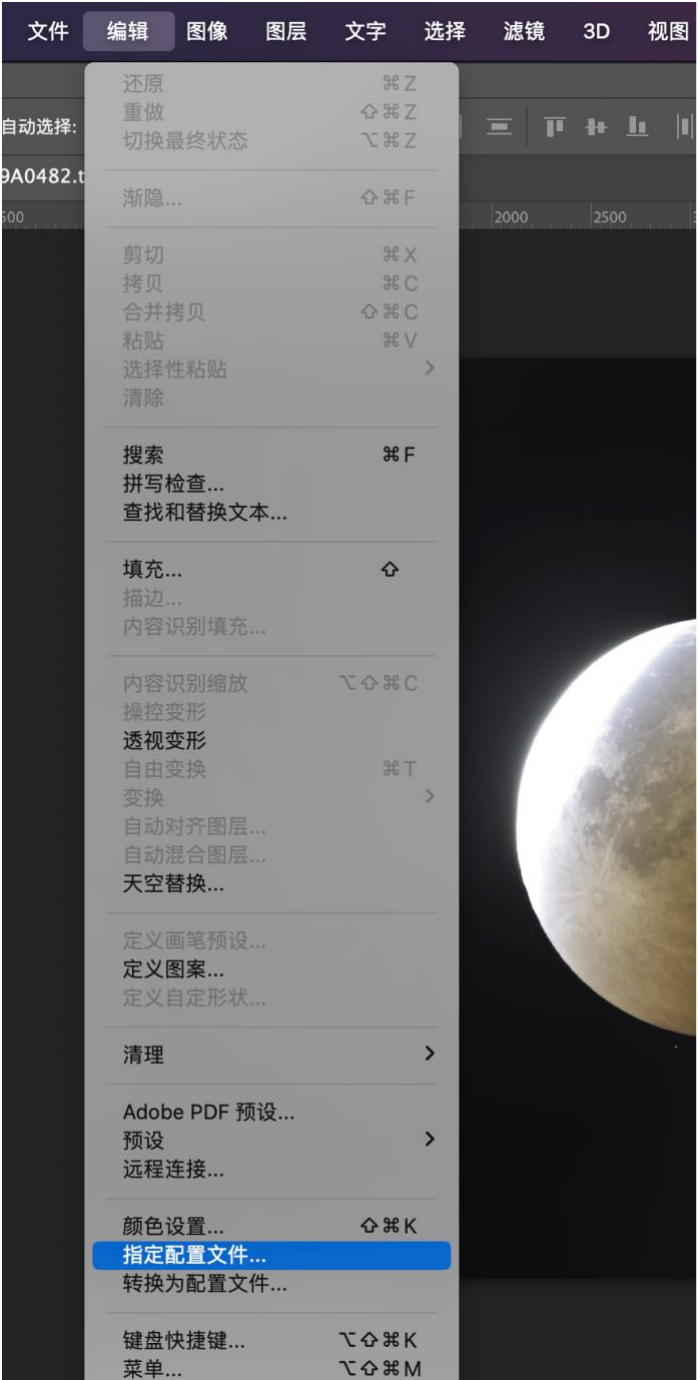 文件 编辑 图像 图层 文字 选择 滤镜 3D 视图
自动选择:
9A0482.t
500 2000 2500
还原 ⌘Z
重做 ⇧⌘Z
切换最终状态 ⌥⌘Z
渐隐... ⇧⌘F
剪切 ⌘X
拷贝 ⌘C
合并拷贝 ⇧⌘C
粘贴 ⌘V
选择性粘贴 >
清除
搜索 ⌘F
拼写检查...
查找和替换文本...
填充... ⇧
描边...
内容识别填充...
内容识别缩放 ⌥⇧⌘C
操控变形
透视变形
自由变换 ⌘T
变换 >
自动对齐图层...
自动混合图层...
天空替换...
定义画笔预设...
定义图案...
定义自定形状...
清理 >
Adobe PDF 预设...
预设 >
远程连接...
颜色设置... ⇧⌘K
指定配置文件...
转换为配置文件...
键盘快捷键... ⌥⇧⌘K
菜单... ⌥⇧⌘M